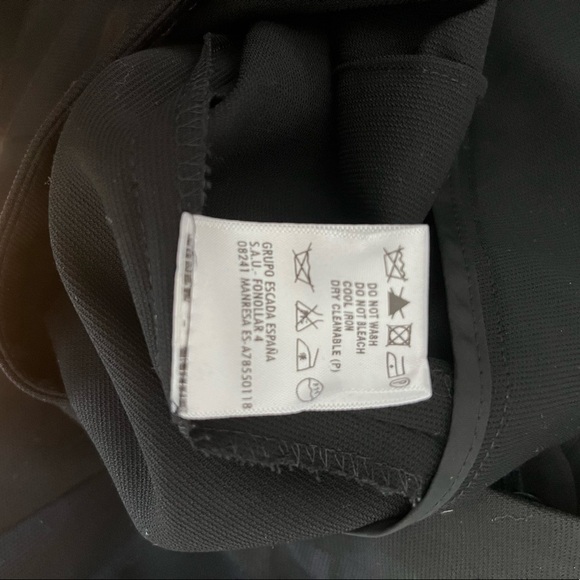 DO NOT WASH
DO NOT BLEACH
COOL IRON
DRY CLEANABLE (P)
GRUPO ESCADA ESPAÑA
S.A.U.- FONOLLAR 4
08241 MANRESA ES-A78550118